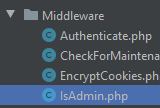 Middleware
Authenticate.php
CheckForMaintena
EncryptCookies.ph
IsAdmin.php